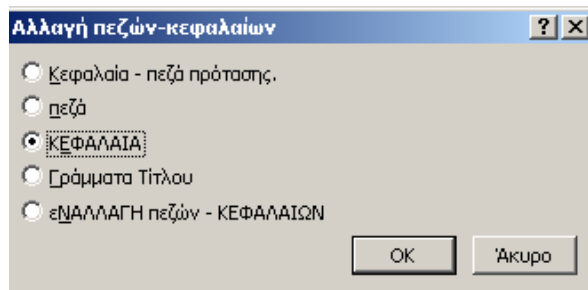 Αλλαγή πεζών-κεφαλαίων
Κεφαλαία - πεζά πρότασης.
πεζά
ΚΕΦΑΛΑΙΑ
Γράμματα Τίτλου
εΝΑΛΛΑΓΗ πεζών - ΚΕΦΑΛΑΙΩΝ
OK Άκυρο